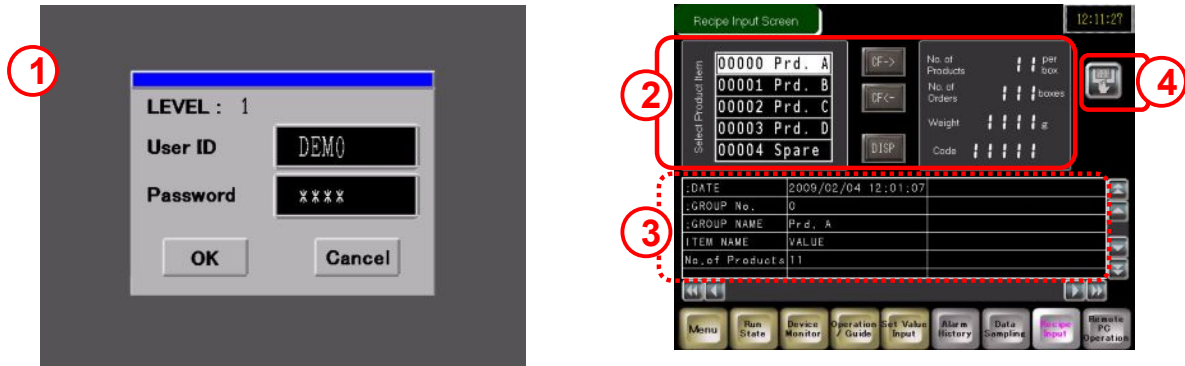 1
LEVEL : 1
User ID DEMO
Password ****
OK Cancel
Recipe Input Screen 12:11:27
2
Select Product Item
00000 Prd. A
00001 Prd. B
00002 Prd. C
00003 Prd. D
00004 Spare
CF->
CF<-
DISP
No. of Products 11 per box
No. of Orders 111 boxes
Weight 1111 g
Code 11111
4
3
:DATE 2009/02/04 12:01:07
:GROUP No. 0
:GROUP NAME Prd. A
ITEM NAME VALUE
No.of Products 11
Menu
Run State
Device Monitor
Operation / Guide
Set Value Input
Alarm History
Data Sampling
Recipe Input
Remote PC Operation